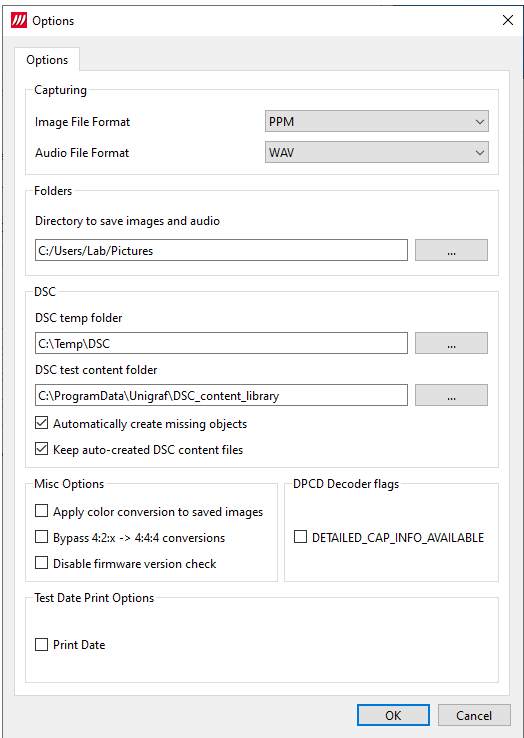 Options
Options
Capturing
Image File Format
PPM
Audio File Format
WAV
Folders
Directory to save images and audio
C:/Users/Lab/Pictures
...
DSC
DSC temp folder
C:\Temp\DSC
...
DSC test content folder
C:\ProgramData\Unigraf\DSC_content_library
...
Automatically create missing objects
Keep auto-created DSC content files
Misc Options
Apply color conversion to saved images
Bypass 4:2:x -> 4:4:4 conversions
Disable firmware version check
DPCD Decoder flags
DETAILED_CAP_INFO_AVAILABLE
Test Date Print Options
Print Date
OK
Cancel